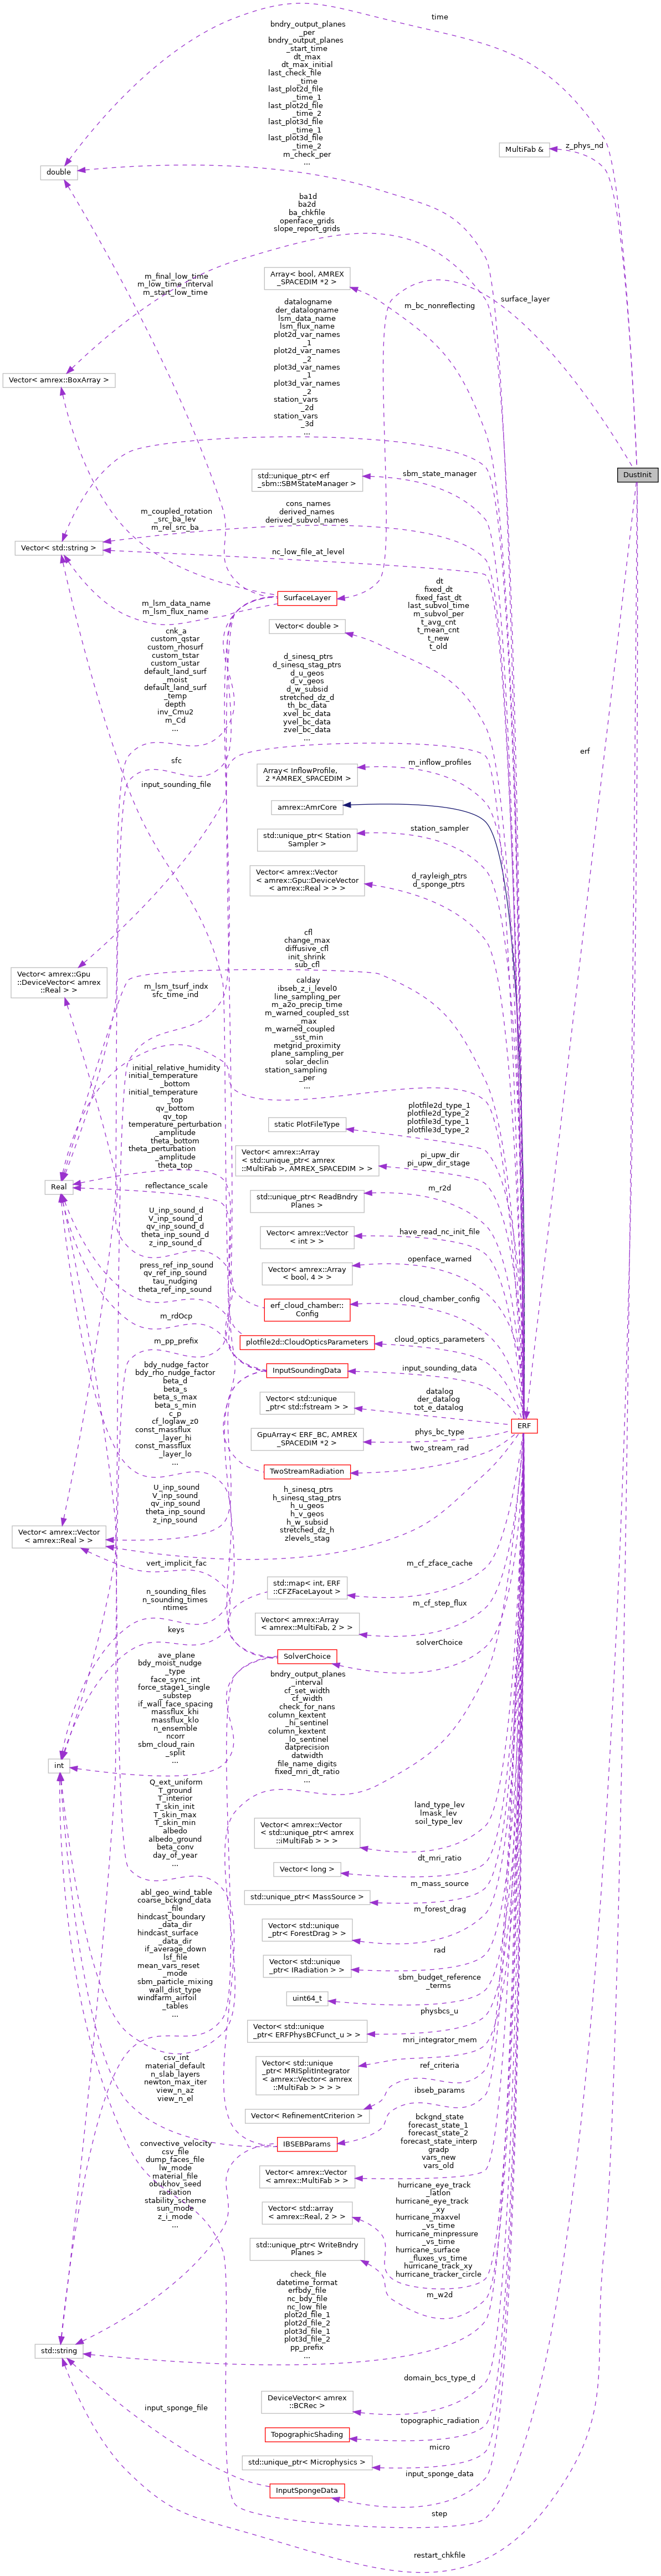 time
bndry_output_planes
_per
bndry_output_planes
_start_time
dt_max
dt_max_initial
last_check_file
_time
last_plot2d_file
_time_1
last_plot2d_file
_time_2
last_plot3d_file
_time_1
last_plot3d_file
_time_2
m_check_per
...
MultiFab &
z_phys_nd
double
ba1d
ba2d
ba_chkfile
openface_grids
slope_report_grids
m_final_low_time
m_low_time_interval
m_start_low_time
Array< bool, AMREX
_SPACEDIM *2 >
m_bc_nonreflecting
surface_layer
datalogname
der_datalogname
lsm_data_name
lsm_flux_name
plot2d_var_names
_1
plot2d_var_names
_2
plot3d_var_names
_1
plot3d_var_names
_2
station_vars
_2d
station_vars
_3d
...
Vector< amrex::BoxArray >
DustInit
std::unique_ptr< erf
_sbm::SBMStateManager >
sbm_state_manager
m_coupled_rotation
_src_ba_lev
m_rel_src_ba
cons_names
derived_names
derived_subvol_names
Vector< std::string >
nc_low_file_at_level
SurfaceLayer
m_lsm_data_name
m_lsm_flux_name
dt
fixed_dt
fixed_fast_dt
last_subvol_time
m_subvol_per
t_avg_cnt
t_mean_cnt
t_new
t_old
Vector< double >
cnk_a
custom_qstar
custom_rhosurf
custom_tstar
custom_ustar
default_land_surf
_moist
default_land_surf
_temp
depth
inv_Cmu2
m_Cd
...
d_sinesq_ptrs
d_sinesq_stag_ptrs
d_u_geos
d_v_geos
d_w_subsid
stretched_dz_d
th_bc_data
xvel_bc_data
yvel_bc_data
zvel_bc_data
...
erf
sfc
input_sounding_file
Array< InflowProfile,
2 *AMREX_SPACEDIM >
m_inflow_profiles
amrex::AmrCore
std::unique_ptr< Station
Sampler >
station_sampler
Vector< amrex::Vector
< amrex::Gpu::DeviceVector
< amrex::Real > > >
d_rayleigh_ptrs
d_sponge_ptrs
cfl
change_max
diffusive_cfl
init_shrink
sub_cfl
Vector< amrex::Gpu
::DeviceVector< amrex
::Real > >
m_lsm_tsurf_indx
sfc_time_ind
calday
ibseb_z_i_level0
line_sampling_per
m_a2o_precip_time
m_warned_coupled_sst
_max
m_warned_coupled
_sst_min
metgrid_proximity
plane_sampling_per
solar_declin
station_sampling
_per
...
initial_relative_humidity
initial_temperature
_bottom
initial_temperature
_top
qv_bottom
qv_top
temperature_perturbation
_amplitude
theta_bottom
theta_perturbation
_amplitude
theta_top
static PlotFileType
plotfile2d_type_1
plotfile2d_type_2
plotfile3d_type_1
plotfile3d_type_2
Vector< amrex::Array
< std::unique_ptr< amrex
::MultiFab >, AMREX_SPACEDIM > >
pi_upw_dir
pi_upw_dir_stage
Real
reflectance_scale
std::unique_ptr< ReadBndry
Planes >
m_r2d
U_inp_sound_d
V_inp_sound_d
qv_inp_sound_d
theta_inp_sound_d
z_inp_sound_d
Vector< amrex::Vector
< int > >
have_read_nc_init_file
press_ref_inp_sound
qv_ref_inp_sound
tau_nudging
theta_ref_inp_sound
Vector< amrex::Array
< bool, 4 > >
openface_warned
erf_cloud_chamber::
Config
cloud_chamber_config
m_rdOcp
m_pp_prefix
plotfile2d::CloudOpticsParameters
cloud_optics_parameters
InputSoundingData
input_sounding_data
bdy_nudge_factor
bdy_rho_nudge_factor
beta_d
beta_s
beta_s_max
beta_s_min
c_p
cf_loglaw_z0
const_massflux
_layer_hi
const_massflux
_layer_lo
...
Vector< std::unique
_ptr< std::fstream > >
datalog
der_datalog
tot_e_datalog
ERF
GpuArray< ERF_BC, AMREX
_SPACEDIM *2 >
phys_bc_type
TwoStreamRadiation
two_stream_rad
U_inp_sound
V_inp_sound
qv_inp_sound
theta_inp_sound
z_inp_sound
h_sinesq_ptrs
h_sinesq_stag_ptrs
h_u_geos
h_v_geos
h_w_subsid
stretched_dz_h
zlevels_stag
Vector< amrex::Vector
< amrex::Real > >
vert_implicit_fac
m_cf_zface_cache
std::map< int, ERF
::CFZFaceLayout >
n_sounding_files
n_sounding_times
ntimes
keys
Vector< amrex::Array
< amrex::MultiFab, 2 > >
m_cf_step_flux
solverChoice
SolverChoice
ave_plane
bdy_moist_nudge
_type
face_sync_int
force_stage1_single
_substep
if_wall_face_spacing
massflux_khi
massflux_klo
n_ensemble
ncorr
sbm_cloud_rain
_split
...
bndry_output_planes
_interval
cf_set_width
cf_width
check_for_nans
column_kextent
_hi_sentinel
column_kextent
_lo_sentinel
datprecision
datwidth
file_name_digits
fixed_mri_dt_ratio
...
int
Q_ext_uniform
T_ground
T_interior
T_skin_init
T_skin_max
T_skin_min
albedo
albedo_ground
beta_conv
day_of_year
...
Vector< amrex::Vector
< std::unique_ptr< amrex
::iMultiFab > > >
land_type_lev
lmask_lev
soil_type_lev
Vector< long >
dt_mri_ratio
std::unique_ptr< MassSource >
m_mass_source
abl_geo_wind_table
coarse_bckgnd_data
_file
hindcast_boundary
_data_dir
hindcast_surface
_data_dir
if_average_down
lsf_file
mean_vars_reset
_mode
sbm_particle_mixing
wall_dist_type
windfarm_airfoil
_tables
...
Vector< std::unique
_ptr< ForestDrag > >
m_forest_drag
Vector< std::unique
_ptr< IRadiation > >
rad
uint64_t
sbm_budget_reference
_terms
Vector< std::unique
_ptr< ERFPhysBCFunct_u > >
physbcs_u
csv_int
material_default
n_slab_layers
newton_max_iter
view_n_az
view_n_el
Vector< std::unique
_ptr< MRISplitIntegrator
< amrex::Vector< amrex
::MultiFab > > > >
mri_integrator_mem
Vector< RefinementCriterion >
ref_criteria
IBSEBParams
ibseb_params
convective_velocity
csv_file
dump_faces_file
lw_mode
material_file
obukhov_seed
radiation
stability_scheme
sun_mode
z_i_mode
...
Vector< amrex::Vector
< amrex::MultiFab > >
bckgnd_state
forecast_state_1
forecast_state_2
forecast_state_interp
gradp
vars_new
vars_old
Vector< std::array
< amrex::Real, 2 > >
hurricane_eye_track
_latlon
hurricane_eye_track
_xy
hurricane_maxvel
_vs_time
hurricane_minpressure
_vs_time
hurricane_surface
_fluxes_vs_time
hurricane_track_xy
hurricane_tracker_circle
std::unique_ptr< WriteBndry
Planes >
m_w2d
check_file
datetime_format
erfbdy_file
nc_bdy_file
nc_low_file
plot2d_file_1
plot2d_file_2
plot3d_file_1
plot3d_file_2
pp_prefix
...
std::string
DeviceVector< amrex
::BCRec >
domain_bcs_type_d
input_sponge_file
TopographicShading
topographic_radiation
std::unique_ptr< Microphysics >
micro
InputSpongeData
input_sponge_data
step
restart_chkfile